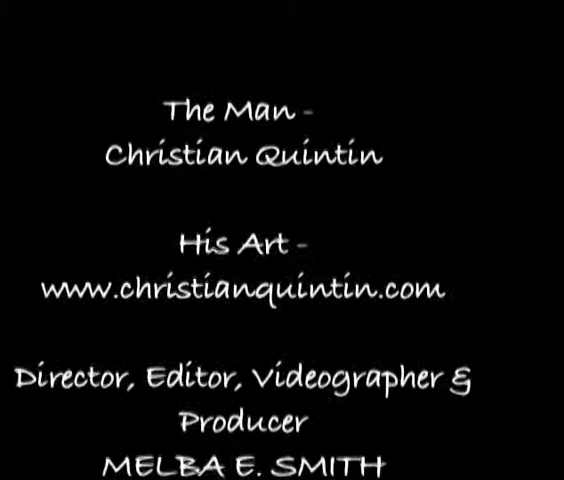 The Man -
Christian Quintin
His Art -
www.christianquintin.com
Director, Editor, Videographer &
Producer
MELBA E. SMITH